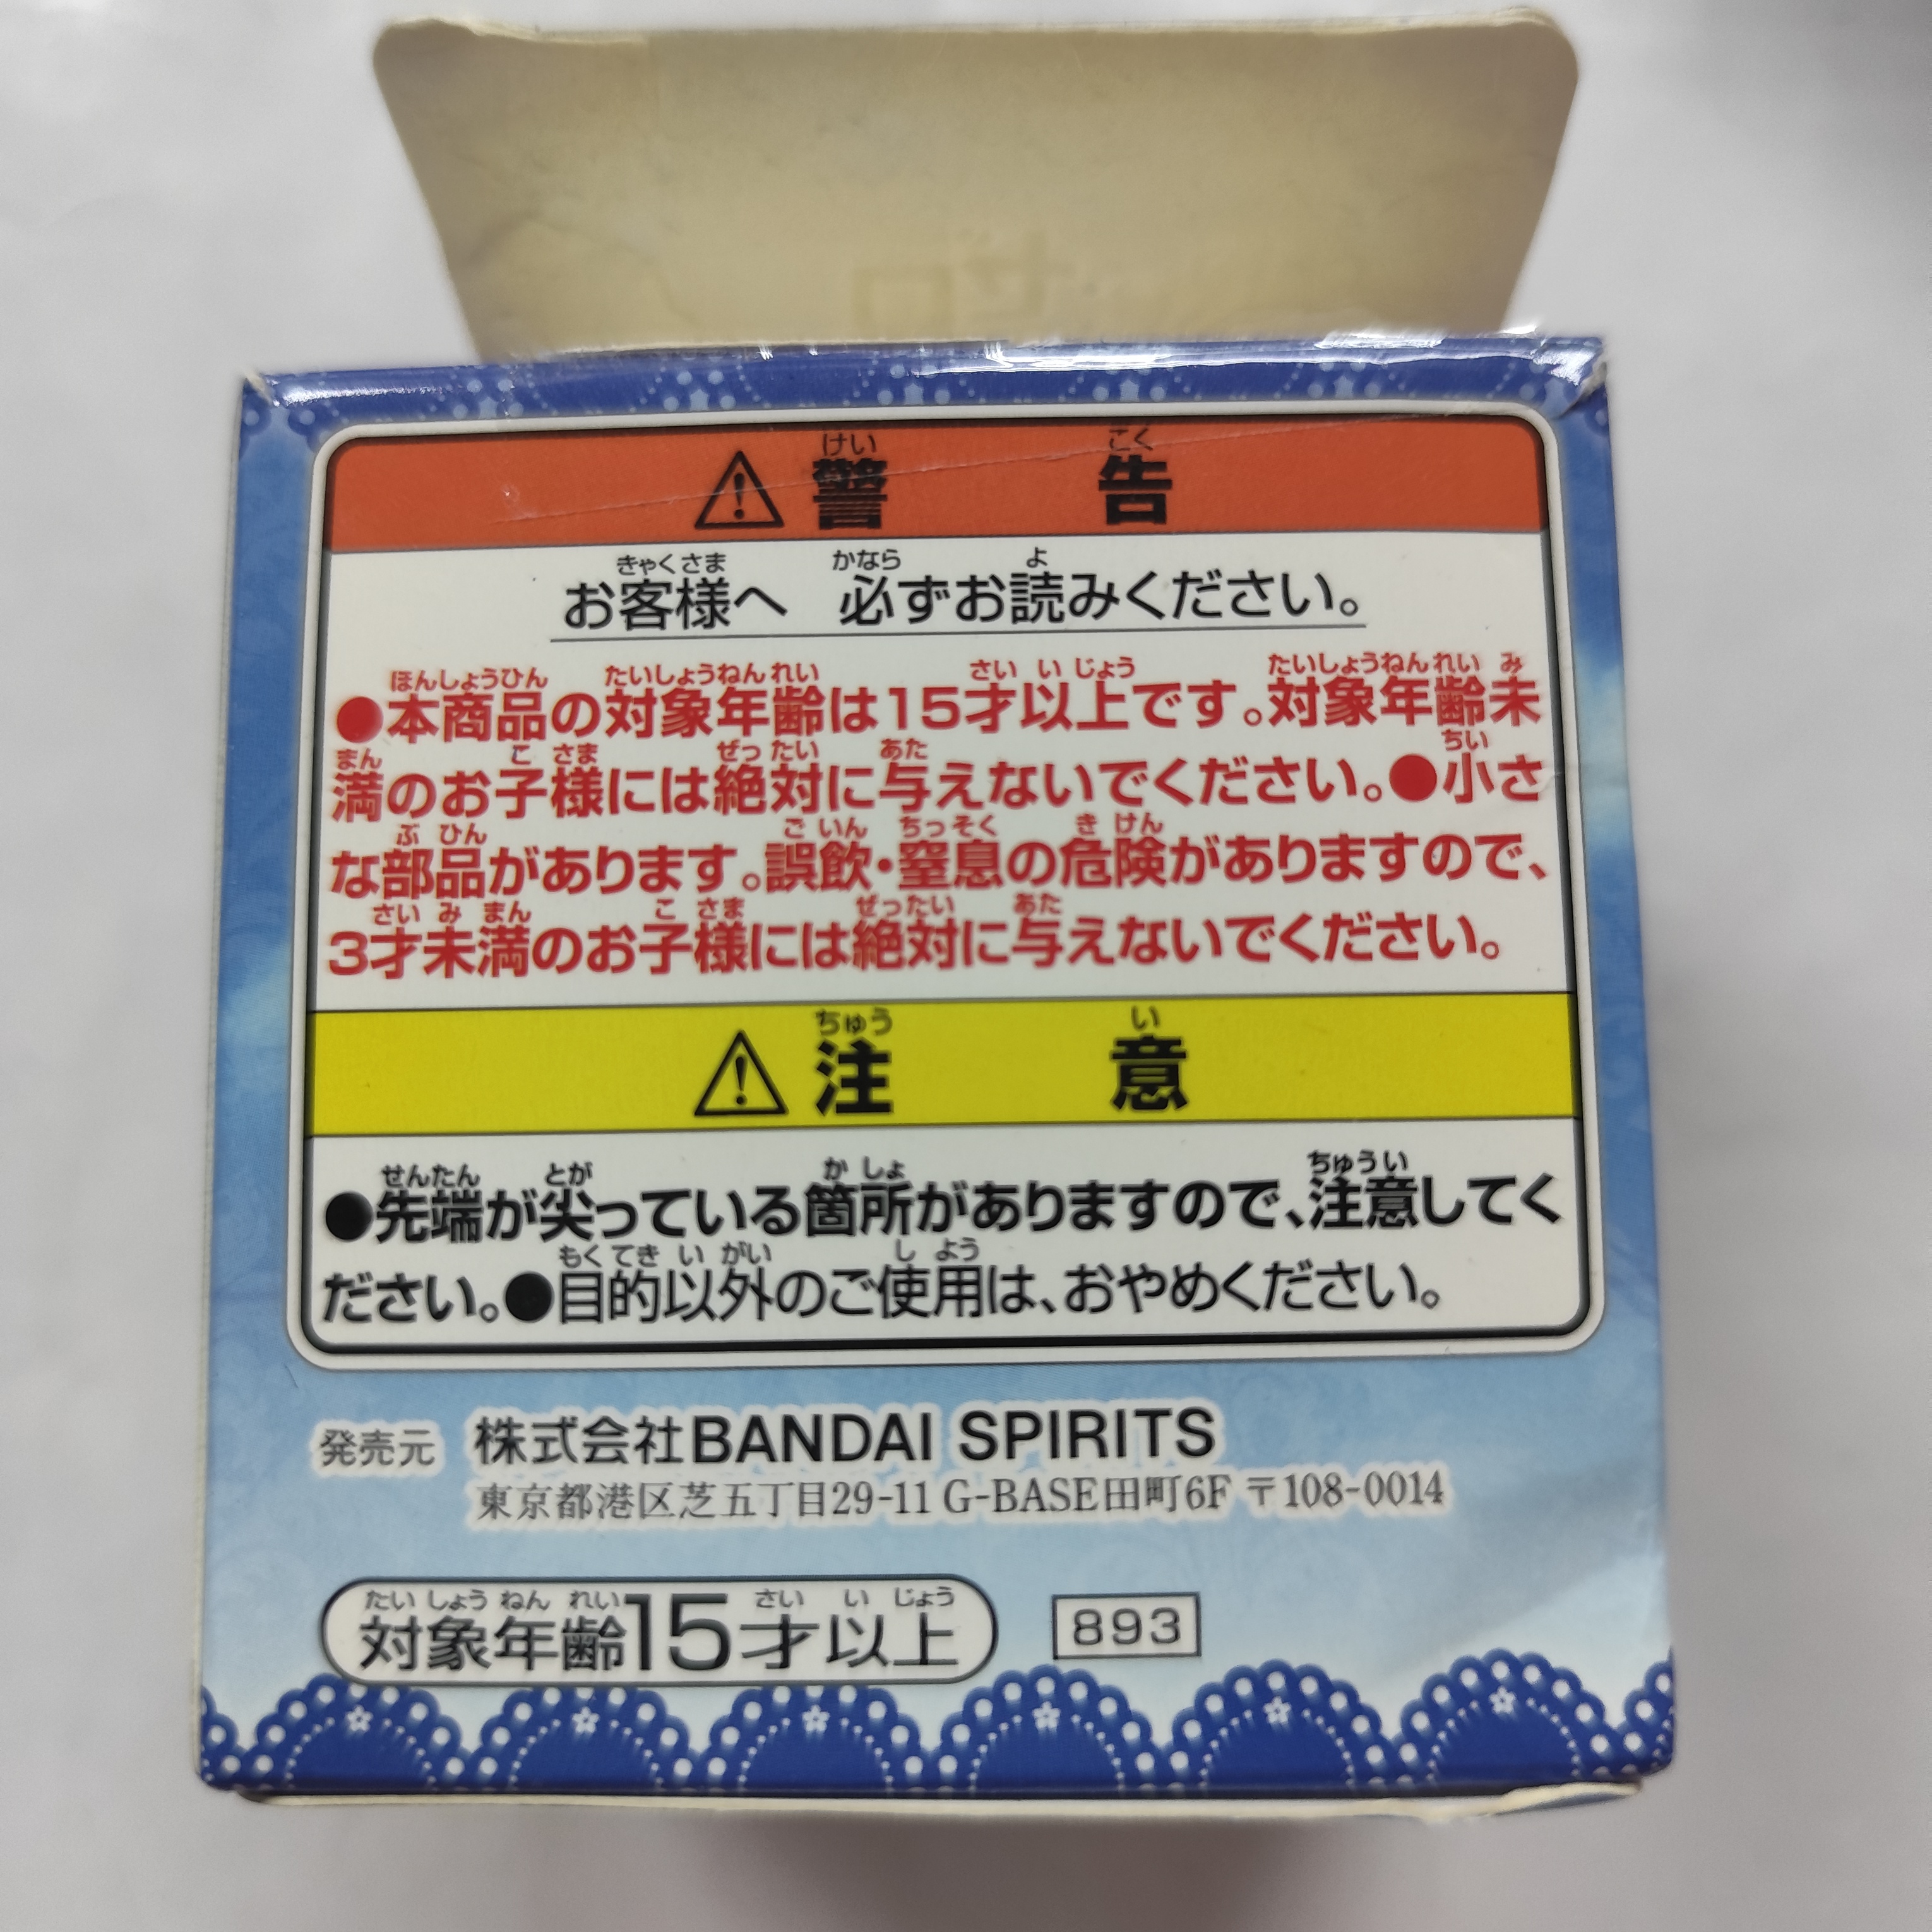 警告
お客様へ 必ずお読みください。
●本商品の対象年齢は15才以上です。対象年齢未
満のお子様には絶対に与えないでください。●小さ
な部品があります。誤飲・窒息の危険がありますので、
3才未満のお子様には絶対に与えないでください。
注意
●先端が尖っている箇所がありますので、注意してく
ださい。●目的以外のご使用は、おやめください。
発売元 株式会社BANDAI SPIRITS
東京都港区芝五丁目29-11 G-BASE田町6F 〒108-0014
対象年齢15才以上 893